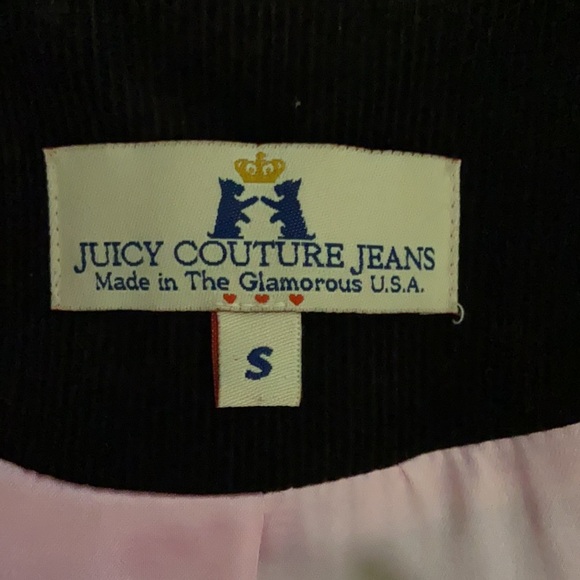 JUICY COUTURE JEANS
Made in The Glamorous U.S.A.
S